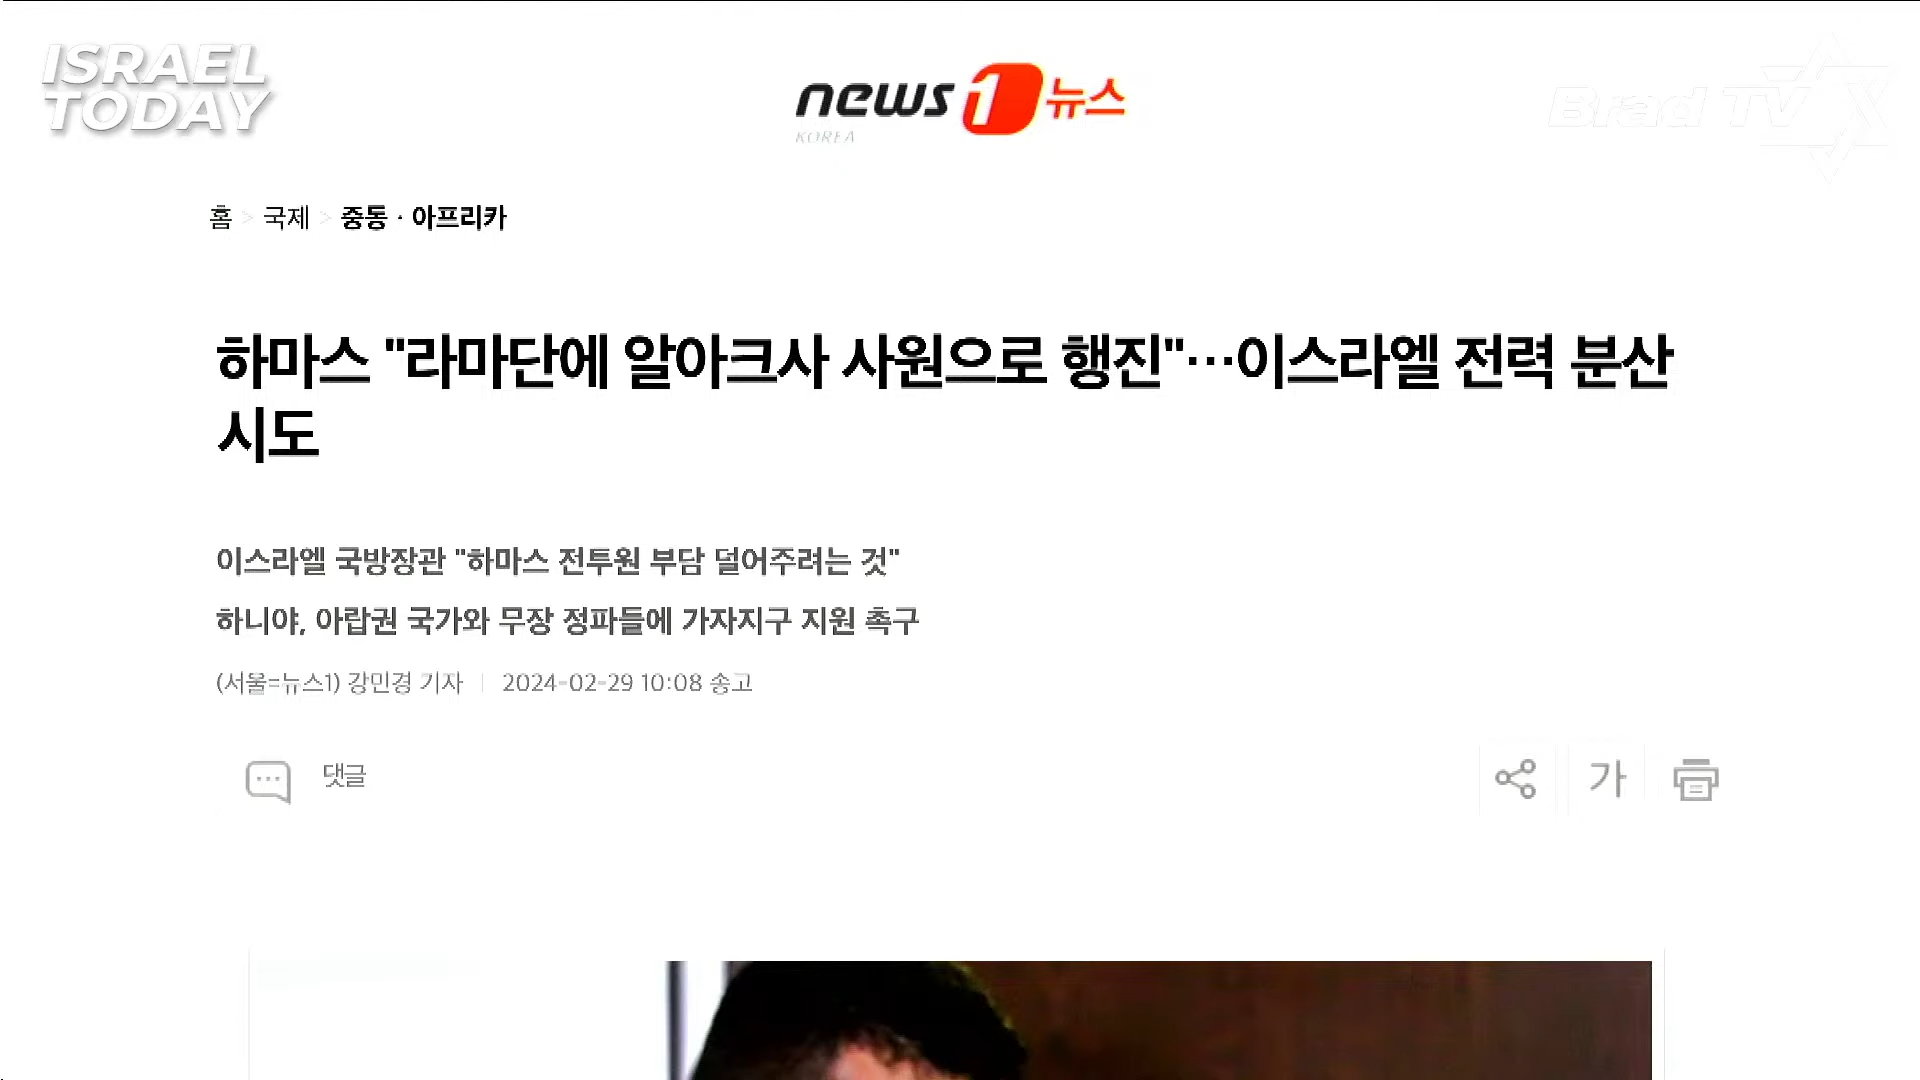 ISRAEL
TODAY
news1뉴스
KOREA
Brad TV
홈 > 국제 > 중동 · 아프리카
하마스 "라마단에 알아크사 사원으로 행진"…이스라엘 전력 분산
시도
이스라엘 국방장관 "하마스 전투원 부담 덜어주려는 것"
하니야, 아랍권 국가와 무장 정파들에 가자지구 지원 촉구
(서울=뉴스1) 강민경 기자 | 2024-02-29 10:08 송고
댓글
가